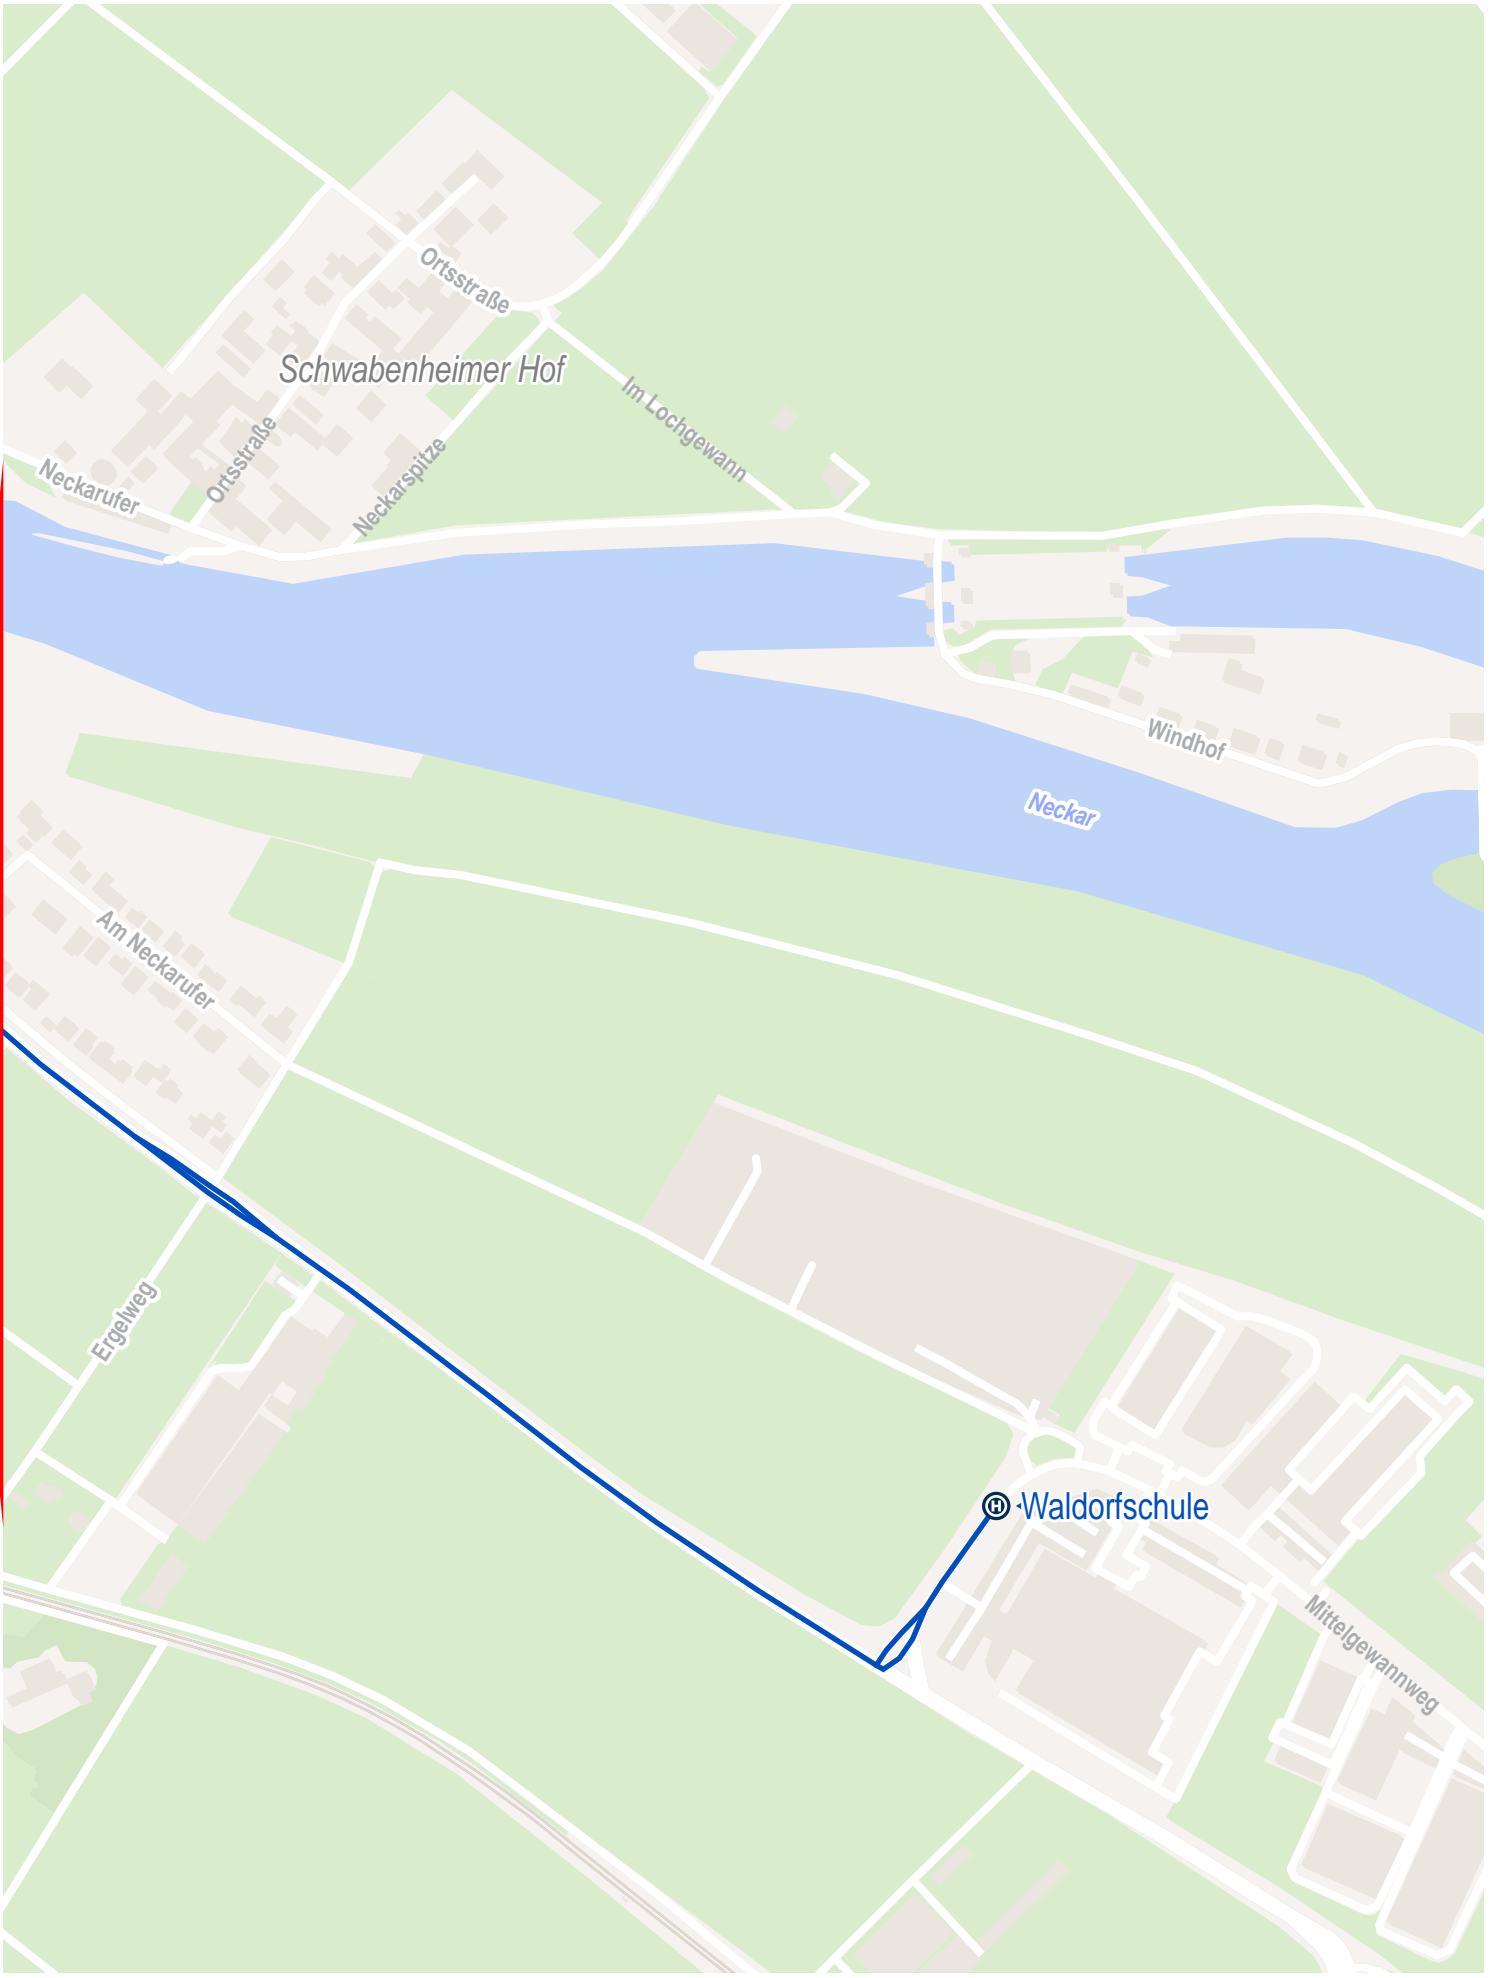 Ortsstraße
Schwabenheimer Hof
Im Lochgewann
Ortsstraße
Neckarspitze
Neckarufer
Windhof
Neckar
Am Neckarufer
Ergelweg
H
Waldorfschule
Mittelgewannweg